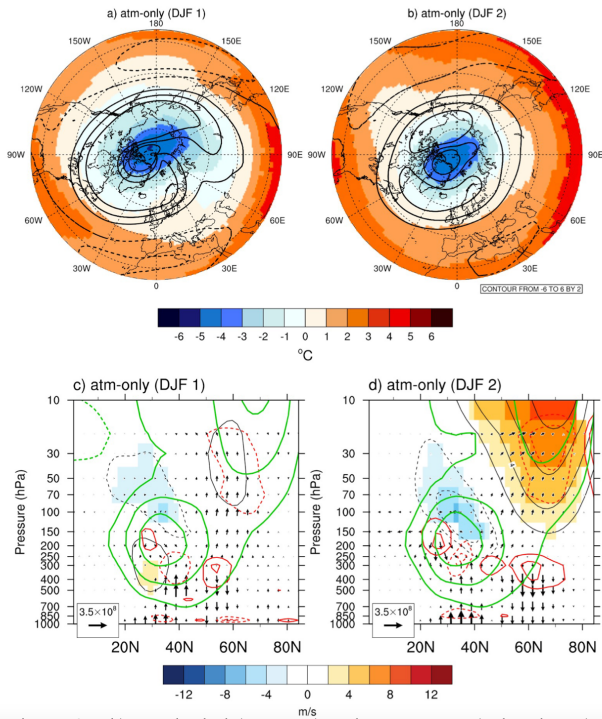 a) atm-only (DJF 1)
b) atm-only (DJF 2)
180
180
150W
150E
150W
150E
120W
120E
120W
120E
90W
90E
90W
90E
60W
60E
60W
60E
30W
30E
30W
30E
0
0
CONTOUR FROM -6 TO 6 BY 2
-6 -5 -4 -3 -2 -1 0 1 2 3 4 5 6
°C
c) atm-only (DJF 1)
d) atm-only (DJF 2)
Pressure (hPa)
10
30
50
70
100
150
200
250
300
400
500
700
850
1000
3.5×10⁸
20N 40N 60N 80N
Pressure (hPa)
10
30
50
70
100
150
200
250
300
400
500
700
850
1000
3.5×10⁸
20N 40N 60N 80N
-12 -8 -4 0 4 8 12
m/s